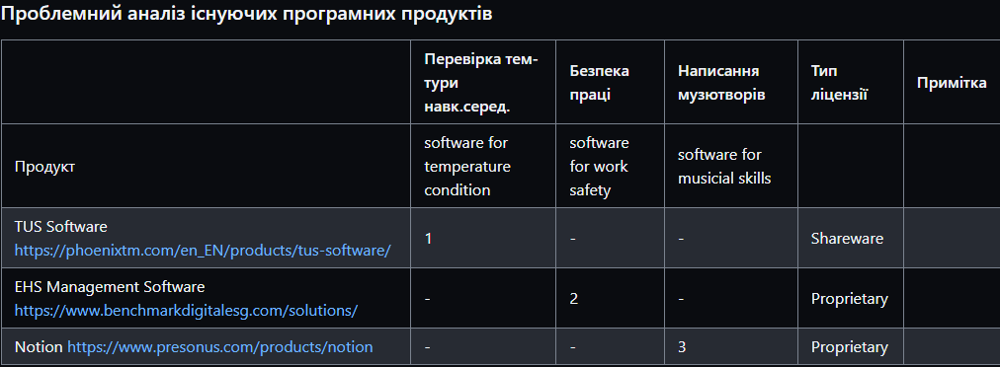 Проблемний аналіз існуючих програмних продуктів
Перевірка тем-
тури
навк.серед.
Безпека
праці
Написання
музютворів
Тип
ліцензії
Примітка
Продукт
software for
temperature
condition
software
for work
safety
software for
musicial skills
TUS Software
https://phoenixtm.com/en_EN/products/tus-software/
1
-
-
Shareware
EHS Management Software
https://www.benchmarkdigitalesg.com/solutions/
-
2
-
Proprietary
Notion https://www.presonus.com/products/notion
-
-
3
Proprietary